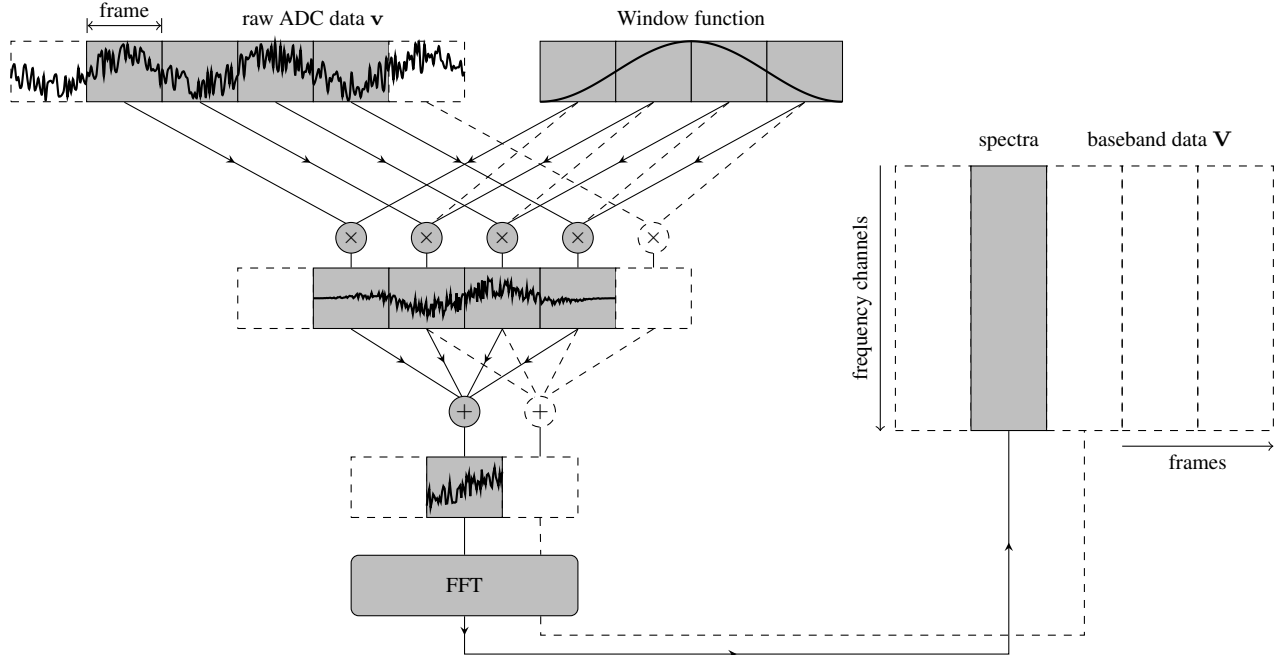 frame
raw ADC data v
Window function
× × × × ×
+ +
FFT
spectra
baseband data V
frequency channels
frames